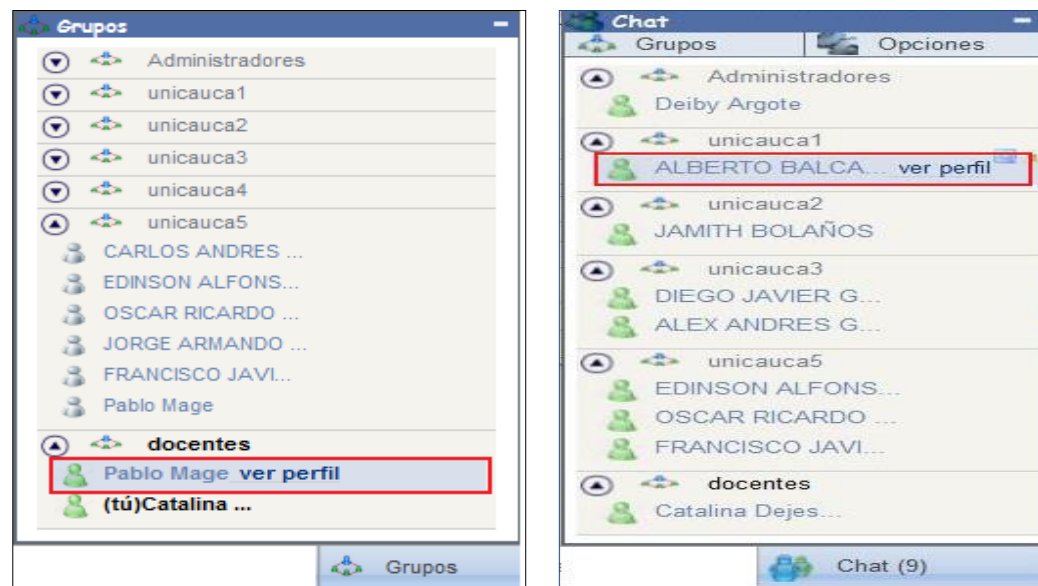 Grupos
Administradores
unicauca1
unicauca2
unicauca3
unicauca4
unicauca5
CARLOS ANDRES ...
EDINSON ALFONS...
OSCAR RICARDO ...
JORGE ARMANDO ...
FRANCISCO JAVI...
Pablo Mage
docentes
Pablo Mage ver perfil
(tú)Catalina ...
Grupos
Chat
Grupos Opciones
Administradores
Deiby Argote
unicauca1
ALBERTO BALCA... ver perfil
unicauca2
JAMITH BOLAÑOS
unicauca3
DIEGO JAVIER G...
ALEX ANDRES G...
unicauca5
EDINSON ALFONS...
OSCAR RICARDO ...
FRANCISCO JAVI...
docentes
Catalina Dejes...
Chat (9)